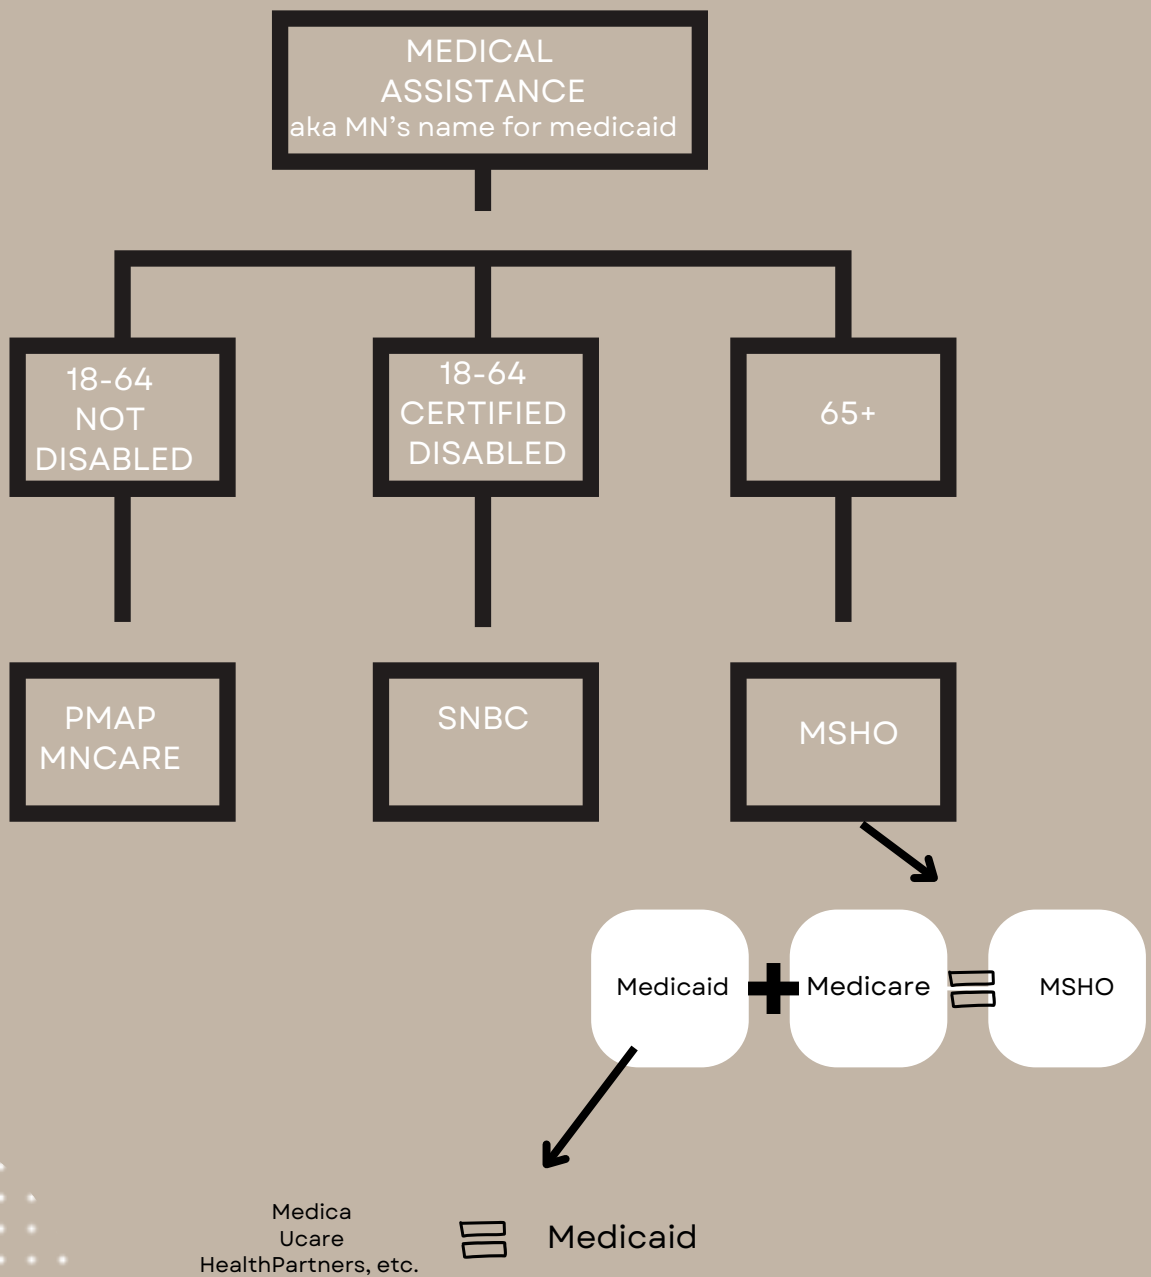 MEDICAL
ASSISTANCE
aka MN's name for medicaid
18-64
NOT
DISABLED
18-64
CERTIFIED
DISABLED
65+
PMAP
MNCARE
SNBC
MSHO
Medicaid + Medicare = MSHO
Medica
Ucare
HealthPartners, etc.
= Medicaid